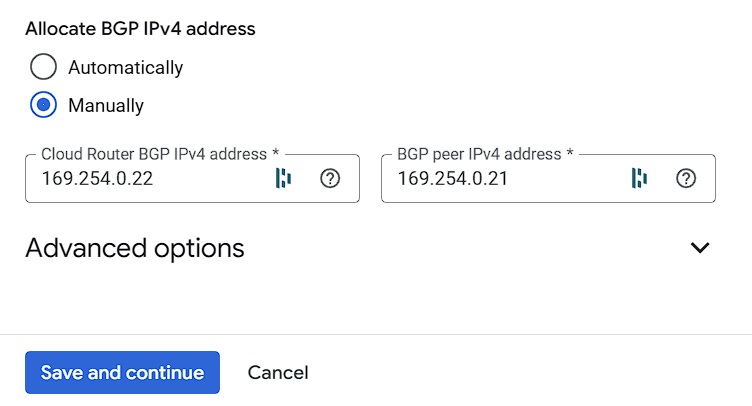 Allocate BGP IPv4 address
Automatically
Manually
Cloud Router BGP IPv4 address *
169.254.0.22
BGP peer IPv4 address *
169.254.0.21
Advanced options
Save and continue
Cancel